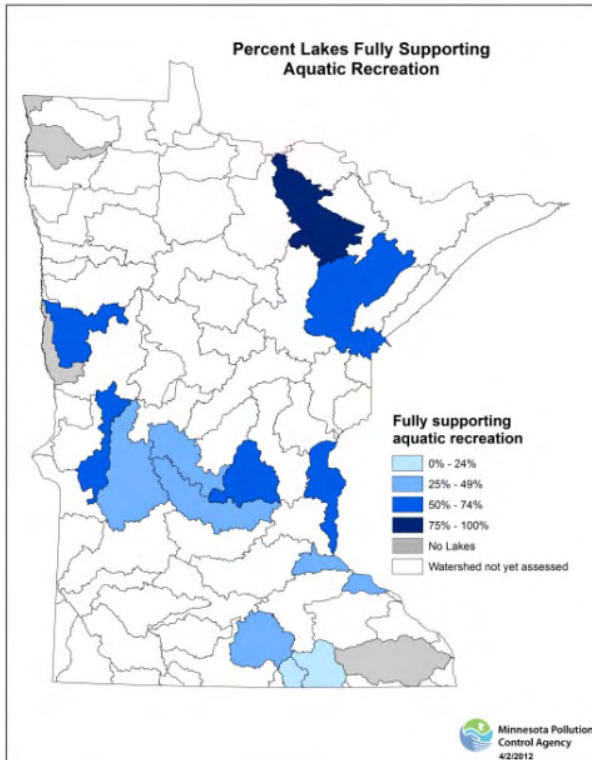 Percent Lakes Fully Supporting
Aquatic Recreation
Fully supporting
aquatic recreation
0% - 24%
25% - 49%
50% - 74%
75% - 100%
No Lakes
Watershed not yet assessed
Minnesota Pollution
Control Agency
4/2/2012